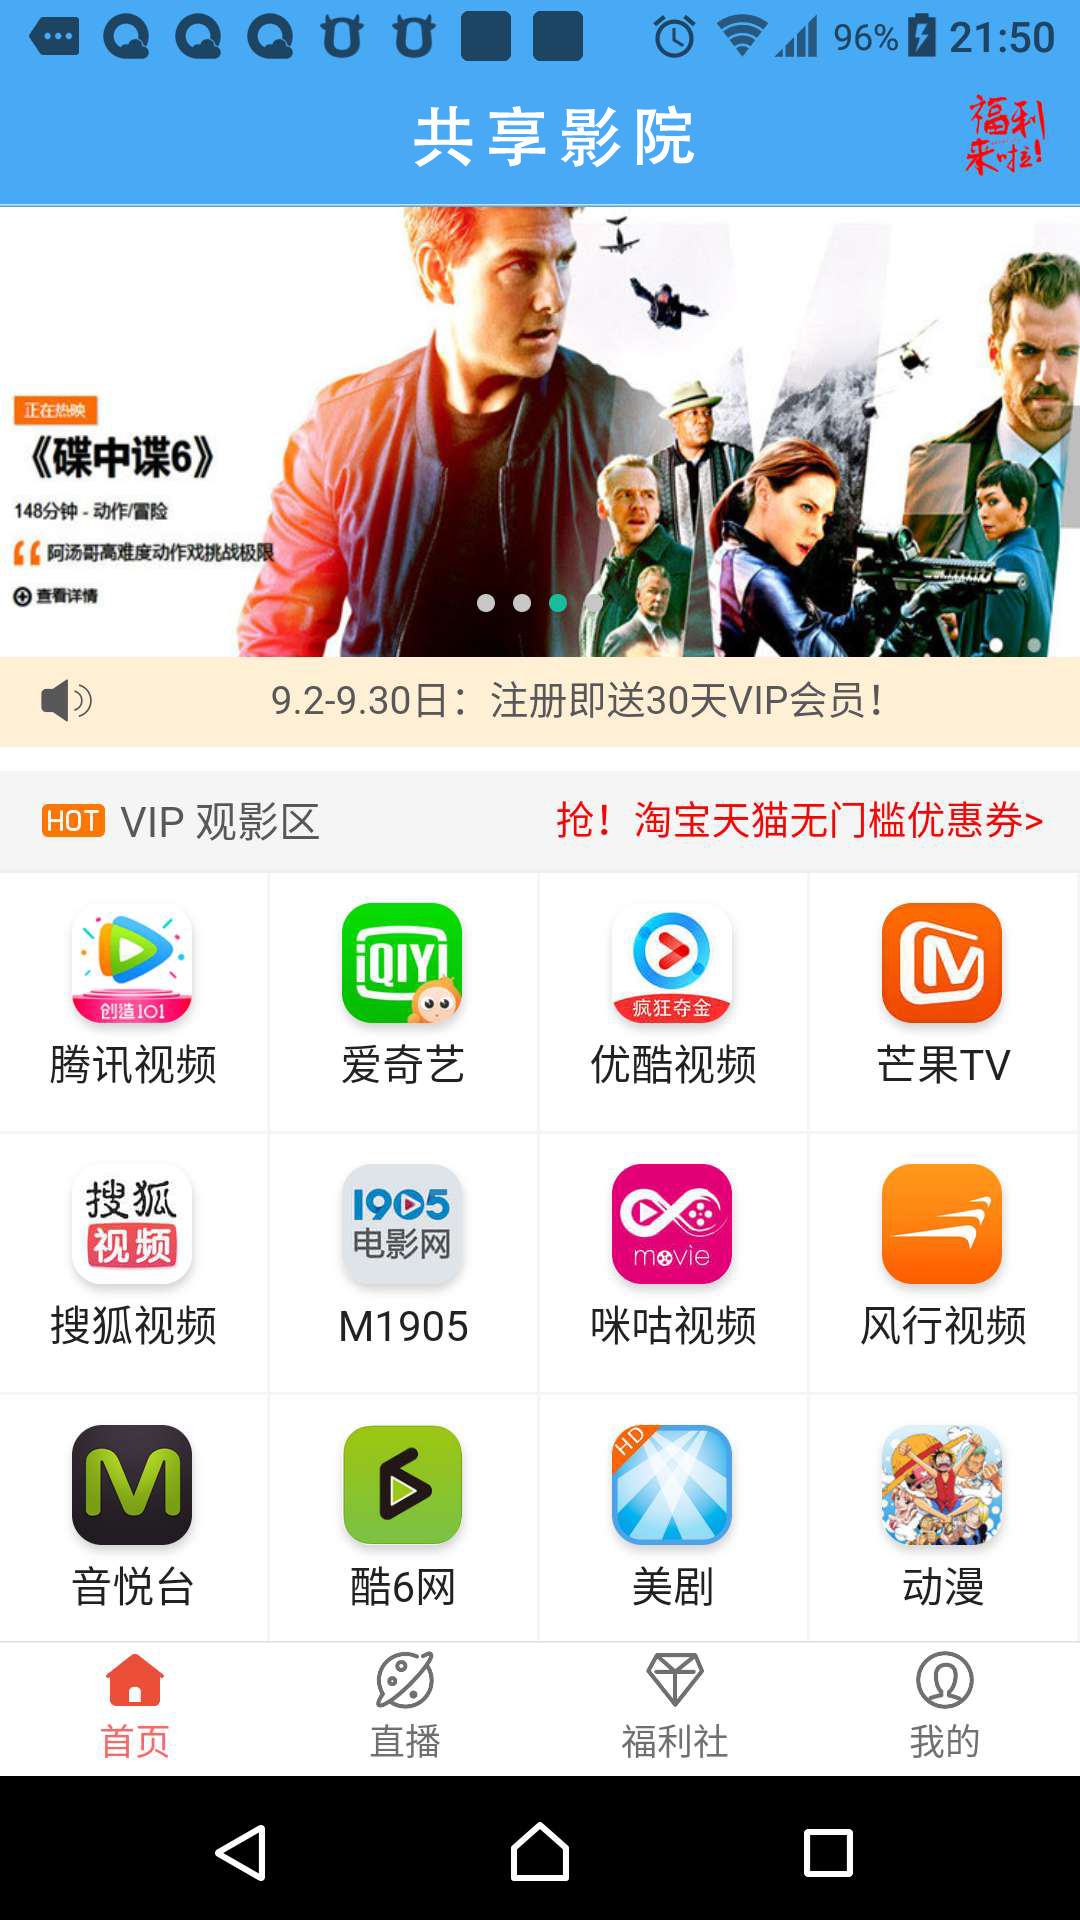 96% 21:50
共享影院
福利
来啦!
正在热映
《碟中谍6》
148分钟 - 动作/冒险
阿汤哥高难度动作戏挑战极限
查看详情
9.2-9.30日：注册即送30天VIP会员！
HOT VIP 观影区
抢！淘宝天猫无门槛优惠券>
创造101
iQIYI
疯狂夺金
腾讯视频
爱奇艺
优酷视频
芒果TV
搜狐
视频
1905
电影网
movie
搜狐视频
M1905
咪咕视频
风行视频
M
HD
音悦台
酷6网
美剧
动漫
首页
直播
福利社
我的